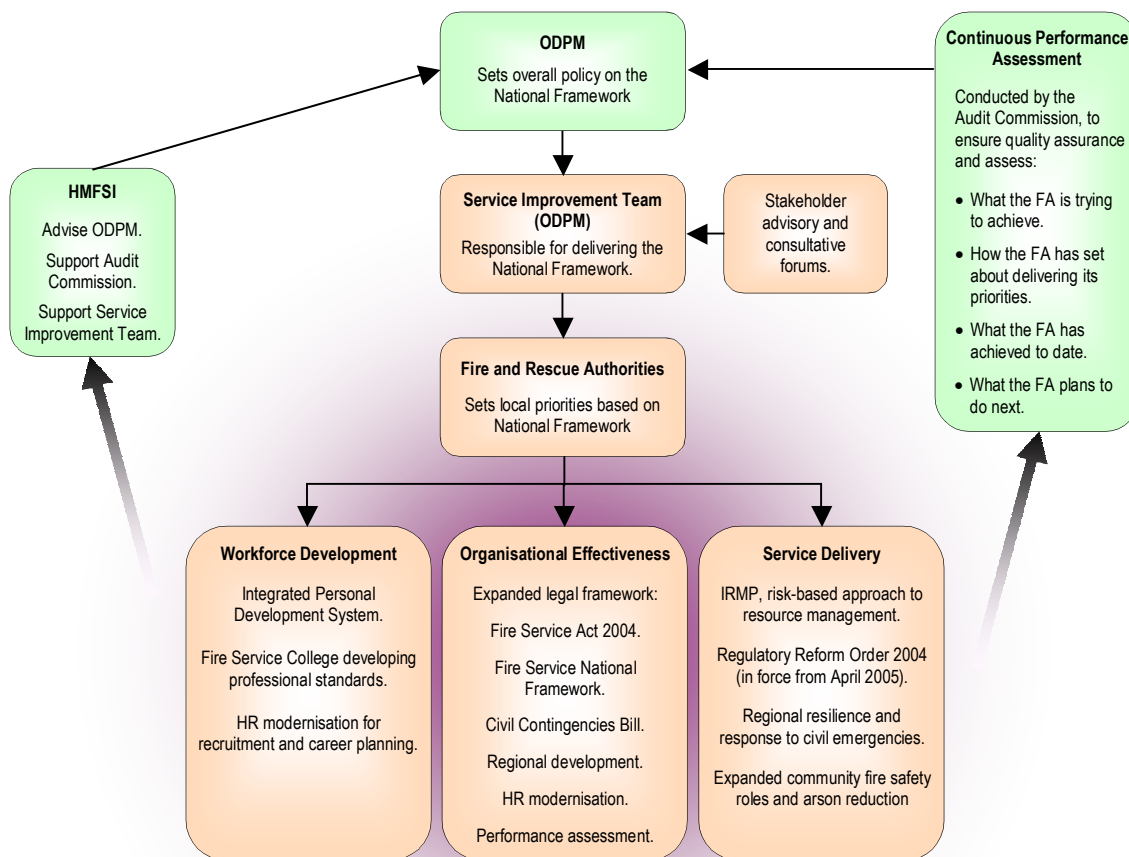 ODPM
Sets overall policy on the
National Framework
Continuous Performance
Assessment
Conducted by the
Audit Commission, to
ensure quality assurance
and assess:
• What the FA is trying
to achieve.
• How the FA has set
about delivering its
priorities.
• What the FA has
achieved to date.
• What the FA plans to
do next.
HMFSI
Advise ODPM.
Support Audit
Commission.
Support Service
Improvement Team.
Service Improvement Team
(ODPM)
Responsible for delivering the
National Framework.
Stakeholder
advisory and
consultative
forums.
Fire and Rescue Authorities
Sets local priorities based on
National Framework
Workforce Development
Integrated Personal
Development System.
Fire Service College developing
professional standards.
HR modernisation for
recruitment and career planning.
Organisational Effectiveness
Expanded legal framework:
Fire Service Act 2004.
Fire Service National
Framework.
Civil Contingencies Bill.
Regional development.
HR modernisation.
Performance assessment.
Service Delivery
IRMP, risk-based approach to
resource management.
Regulatory Reform Order 2004
(in force from April 2005).
Regional resilience and
response to civil emergencies.
Expanded community fire safety
roles and arson reduction